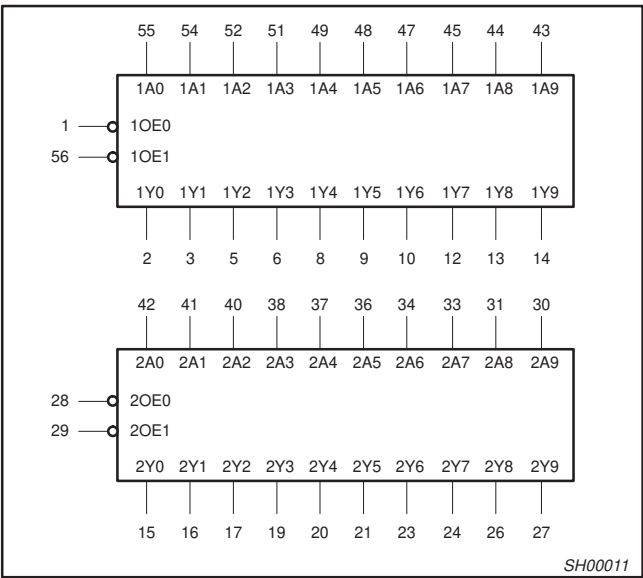 55 54 52 51 49 48 47 45 44 43
1A0 1A1 1A2 1A3 1A4 1A5 1A6 1A7 1A8 1A9
1 1OE0
56 1OE1
1Y0 1Y1 1Y2 1Y3 1Y4 1Y5 1Y6 1Y7 1Y8 1Y9
2 3 5 6 8 9 10 12 13 14
42 41 40 38 37 36 34 33 31 30
2A0 2A1 2A2 2A3 2A4 2A5 2A6 2A7 2A8 2A9
28 2OE0
29 2OE1
2Y0 2Y1 2Y2 2Y3 2Y4 2Y5 2Y6 2Y7 2Y8 2Y9
15 16 17 19 20 21 23 24 26 27
SH00011